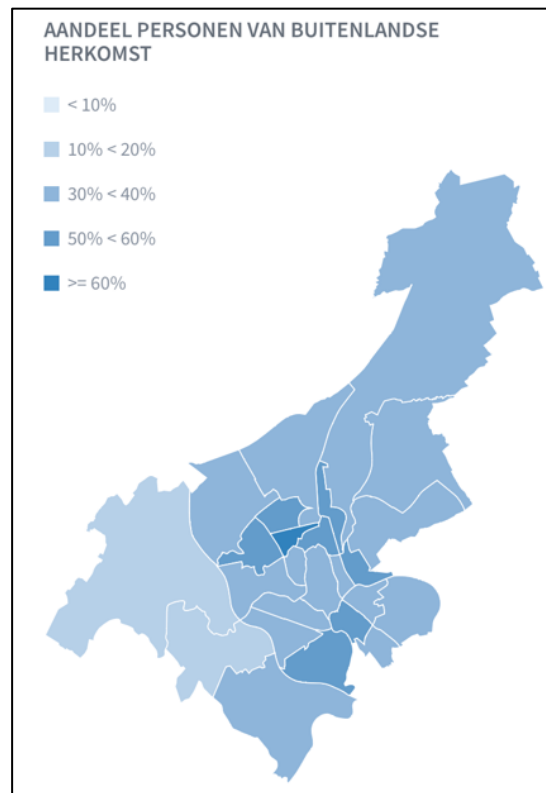 AANDEEL PERSONEN VAN BUITENLANDSE
HERKOMST
< 10%
10% < 20%
30% < 40%
50% < 60%
>= 60%